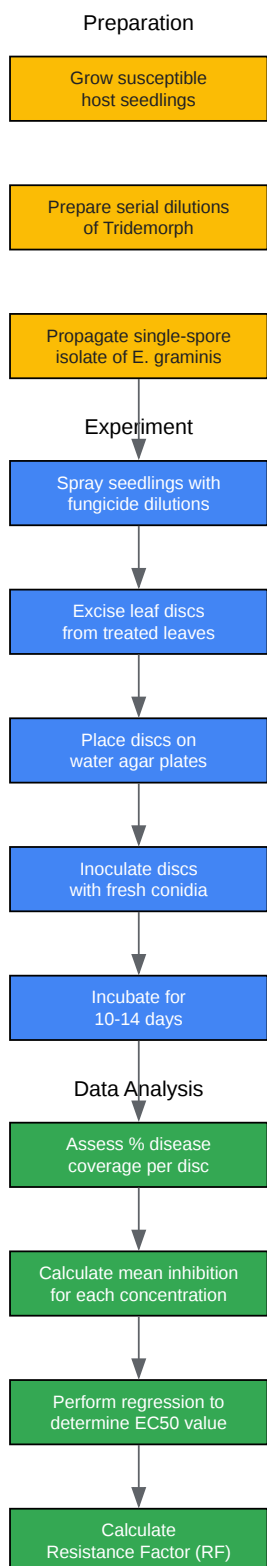 Preparation
Grow susceptible
host seedlings
Prepare serial dilutions
of Tridemorph
Propagate single-spore
isolate of E. graminis
Experiment
Spray seedlings with
fungicide dilutions
Excise leaf discs
from treated leaves
Place discs on
water agar plates
Inoculate discs
with fresh conidia
Incubate for
10-14 days
Data Analysis
Assess % disease
coverage per disc
Calculate mean inhibition
for each concentration
Perform regression to
determine EC50 value
Calculate
Resistance Factor (RF)